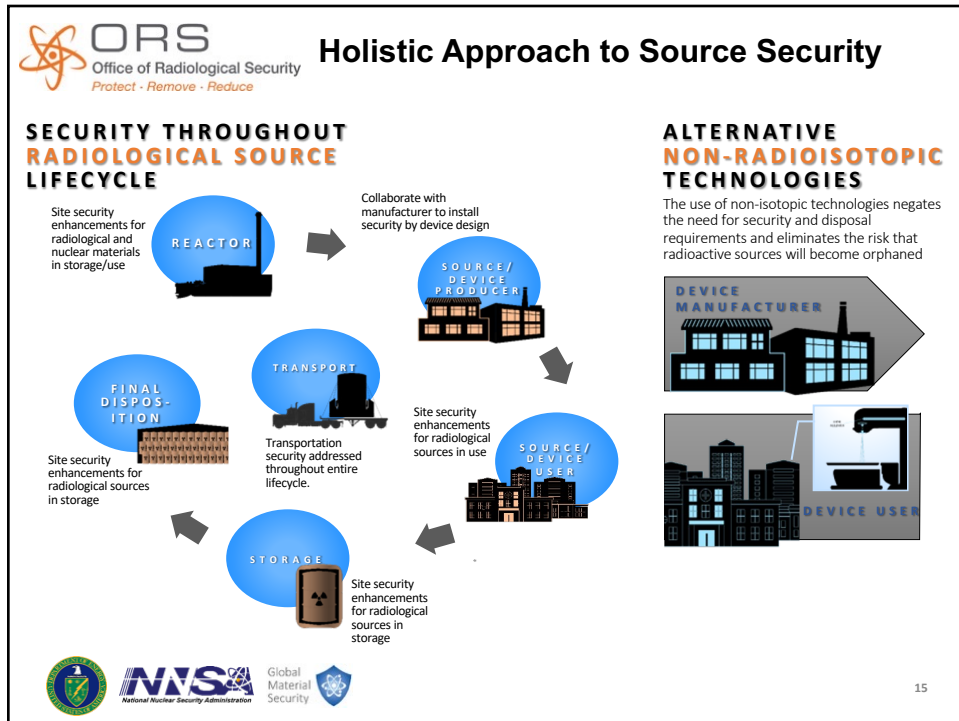 ORS
Office of Radiological Security
Protect · Remove · Reduce
Holistic Approach to Source Security
SECURITY THROUGHOUT
RADIOLOGICAL SOURCE
LIFECYCLE
Site security
enhancements for
radiological and
nuclear materials
in storage/use
REACTOR
Collaborate with
manufacturer to install
security by device design
SOURCE/
DEVICE
PRODUCER
TRANSPORT
Transportation
security addressed
throughout entire
lifecycle.
FINAL
DISPOS-
ITION
Site security
enhancements for
radiological sources
in storage
Site security
enhancements
for radiological
sources in use
SOURCE/
DEVICE
USER
STORAGE
Site security
enhancements
for radiological
sources in
storage
ALTERNATIVE
NON-RADIOISOTOPIC
TECHNOLOGIES
The use of non-isotopic technologies negates
the need for security and disposal
requirements and eliminates the risk that
radioactive sources will become orphaned
DEVICE
MANUFACTURER
DEVICE USER
NNSA
National Nuclear Security Administration
Global
Material
Security
15